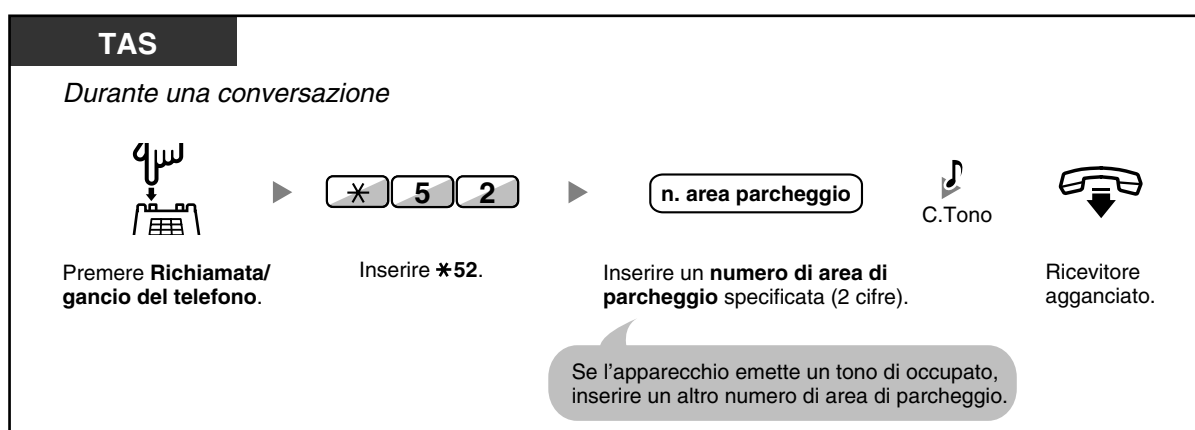 TAS
Durante una conversazione
* 5 2
n. area parcheggio
C.Tono
Premere Richiamata/
gancio del telefono.
Inserire *52.
Inserire un numero di area di
parcheggio specificata (2 cifre).
Ricevitore
agganciato.
Se l'apparecchio emette un tono di occupato,
inserire un altro numero di area di parcheggio.